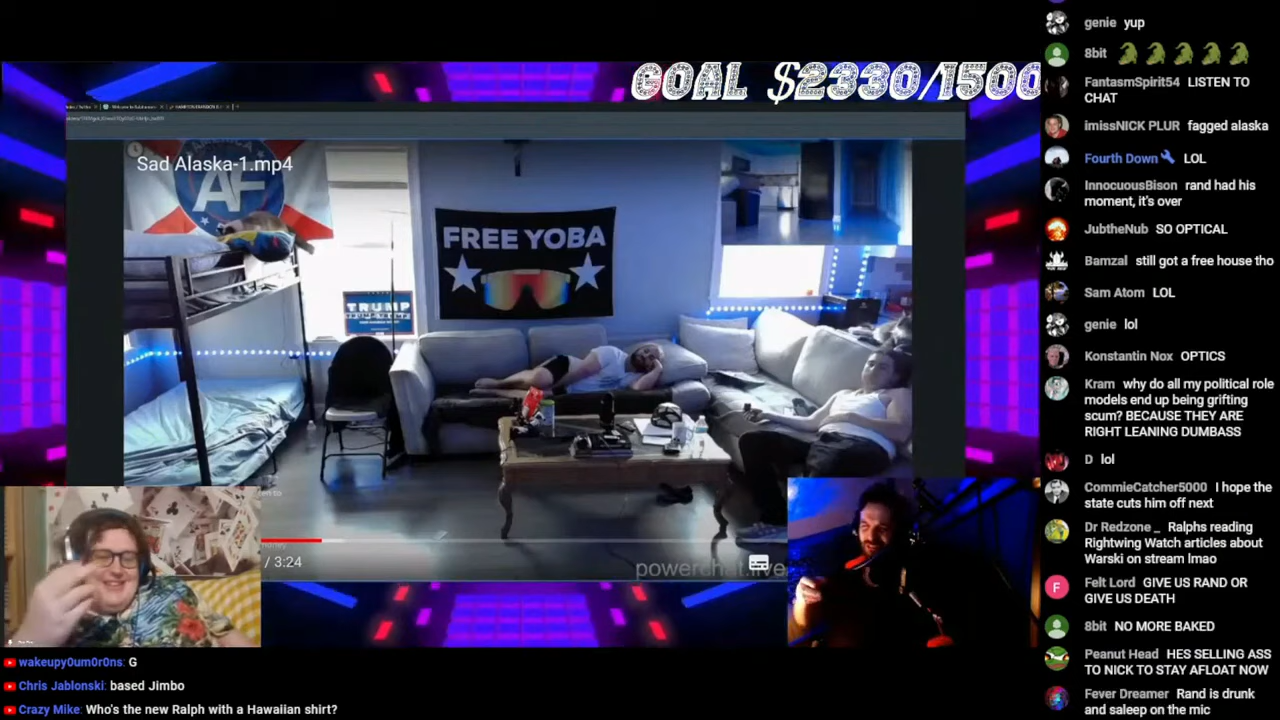 GOAL $2330/1500
Sad Alaska-1.mp4
AF
FREE YOBA
TRUMP
/ 3:24
powerchat.live
wakeupy0um0r0ns: G
Chris Jablonski: based Jimbo
Crazy Mike: Who's the new Ralph with a Hawaiian shirt?
genie yup
8bit
FantasmSpirit54 LISTEN TO
CHAT
imissNICK PLUR fagged alaska
Fourth Down LOL
InnocuousBison rand had his
moment, it's over
JubtheNub SO OPTICAL
Bamzal still got a free house tho
Sam Atom LOL
genie lol
Konstantin Nox OPTICS
Kram why do all my political role
models end up being grifting
scum? BECAUSE THEY ARE
RIGHT LEANING DUMBASS
D lol
CommieCatcher5000 I hope the
state cuts him off next
Dr Redzone _ Ralphs reading
Rightwing Watch articles about
Warski on stream lmao
Felt Lord GIVE US RAND OR
GIVE US DEATH
8bit NO MORE BAKED
Peanut Head HES SELLING ASS
TO NICK TO STAY AFLOAT NOW
Fever Dreamer Rand is drunk
and saleep on the mic